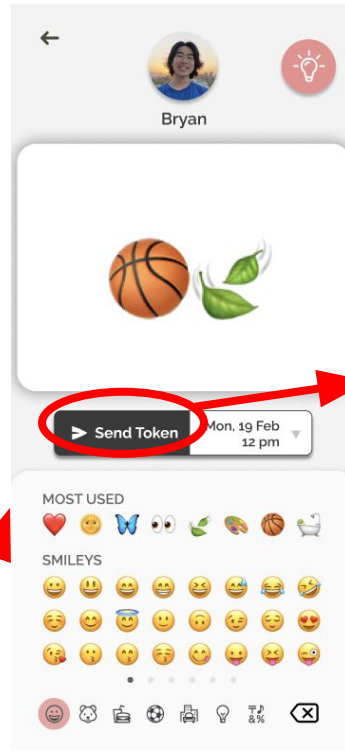 Bryan
Send Token
Mon, 19 Feb
12 pm
MOST USED
SMILEYS
&%